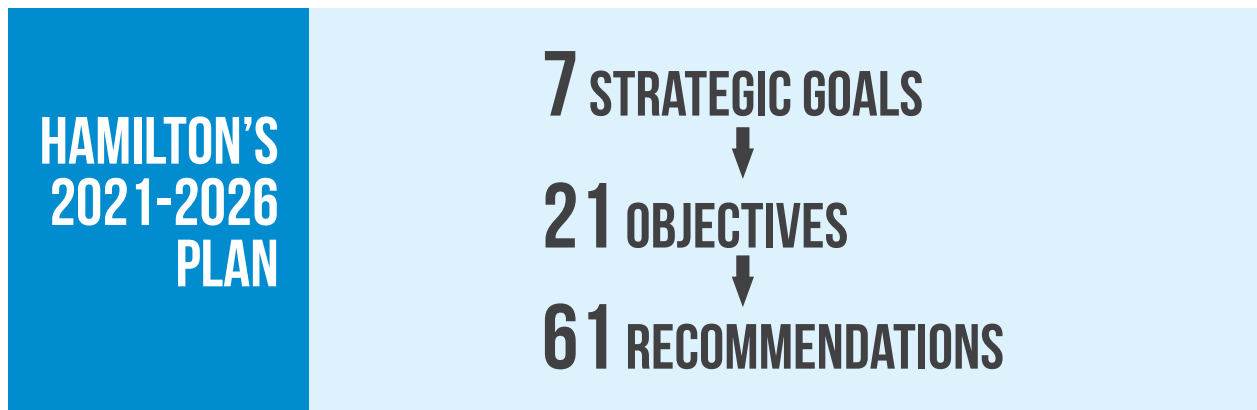 HAMILTON'S
2021-2026
PLAN
7 STRATEGIC GOALS
21 OBJECTIVES
61 RECOMMENDATIONS